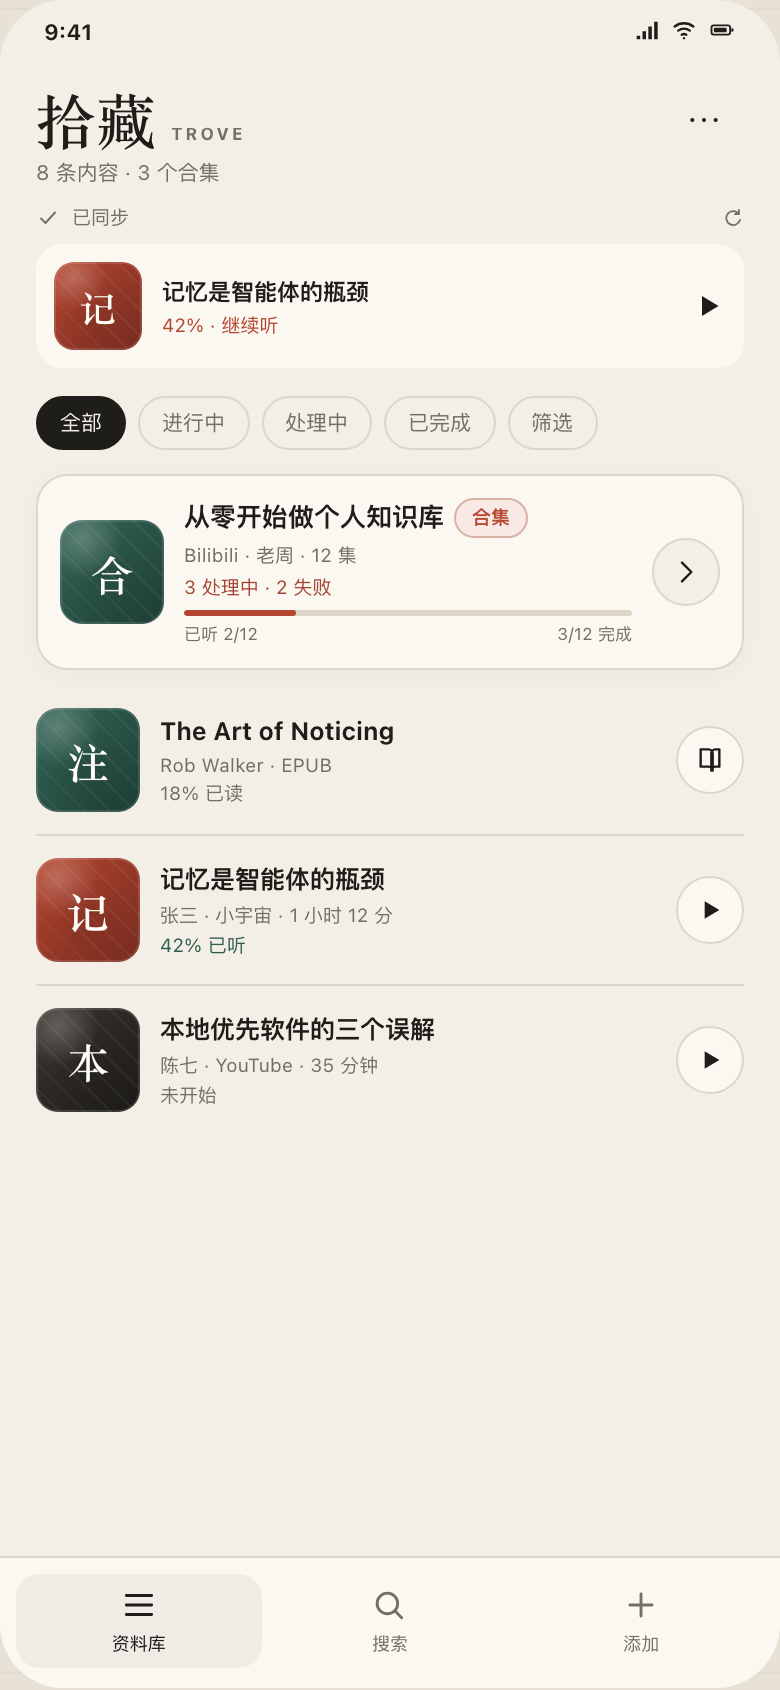 9:41
拾藏 TROVE
8 条内容 · 3 个合集
已同步
记
记忆是智能体的瓶颈
42% · 继续听
全部 进行中 处理中 已完成 筛选
合
从零开始做个人知识库 合集
Bilibili · 老周 · 12 集
3 处理中 · 2 失败
已听 2/12 3/12 完成
注
The Art of Noticing
Rob Walker · EPUB
18% 已读
记
记忆是智能体的瓶颈
张三 · 小宇宙 · 1 小时 12 分
42% 已听
本
本地优先软件的三个误解
陈七 · YouTube · 35 分钟
未开始
资料库 搜索 添加